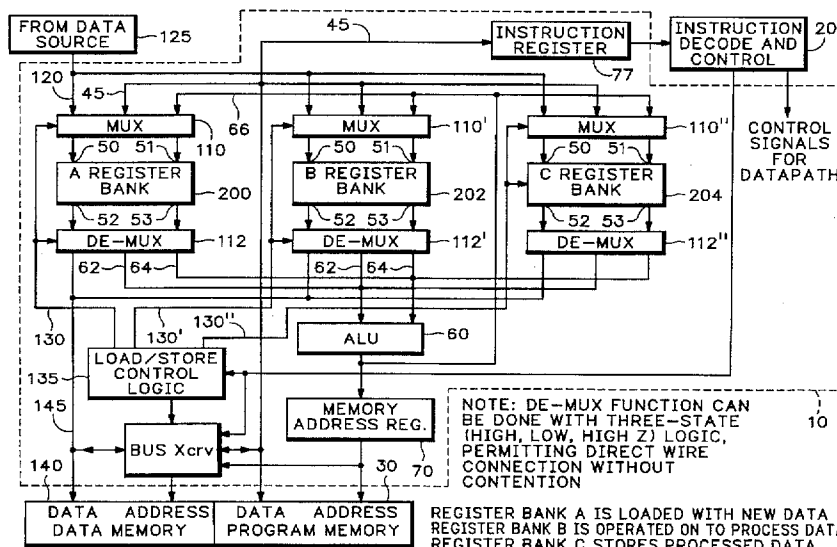 FROM DATA
SOURCE
125
45
INSTRUCTION
REGISTER
77
INSTRUCTION
DECODE AND
CONTROL
20
120
45
66
MUX
110
MUX
110'
MUX
110"
CONTROL
SIGNALS
FOR
DATAPATH
50 51
A REGISTER
BANK
200
50 51
B REGISTER
BANK
202
50 51
C REGISTER
BANK
204
52 53
DE-MUX
112
52 53
DE-MUX
112'
52 53
DE-MUX
112"
62 64
62 64
130
130'
130"
ALU
60
LOAD/STORE
CONTROL
LOGIC
135
145
MEMORY
ADDRESS REG.
70
BUS Xcrv
NOTE: DE-MUX FUNCTION CAN
BE DONE WITH THREE-STATE
(HIGH, LOW, HIGH Z) LOGIC,
PERMITTING DIRECT WIRE
CONNECTION WITHOUT
CONTENTION
10
140
30
DATA ADDRESS
DATA MEMORY
DATA ADDRESS
PROGRAM MEMORY
REGISTER BANK A IS LOADED WITH NEW DATA
REGISTER BANK B IS OPERATED ON TO PROCESS DATA
REGISTER BANK C STORES PROCESSED DATA